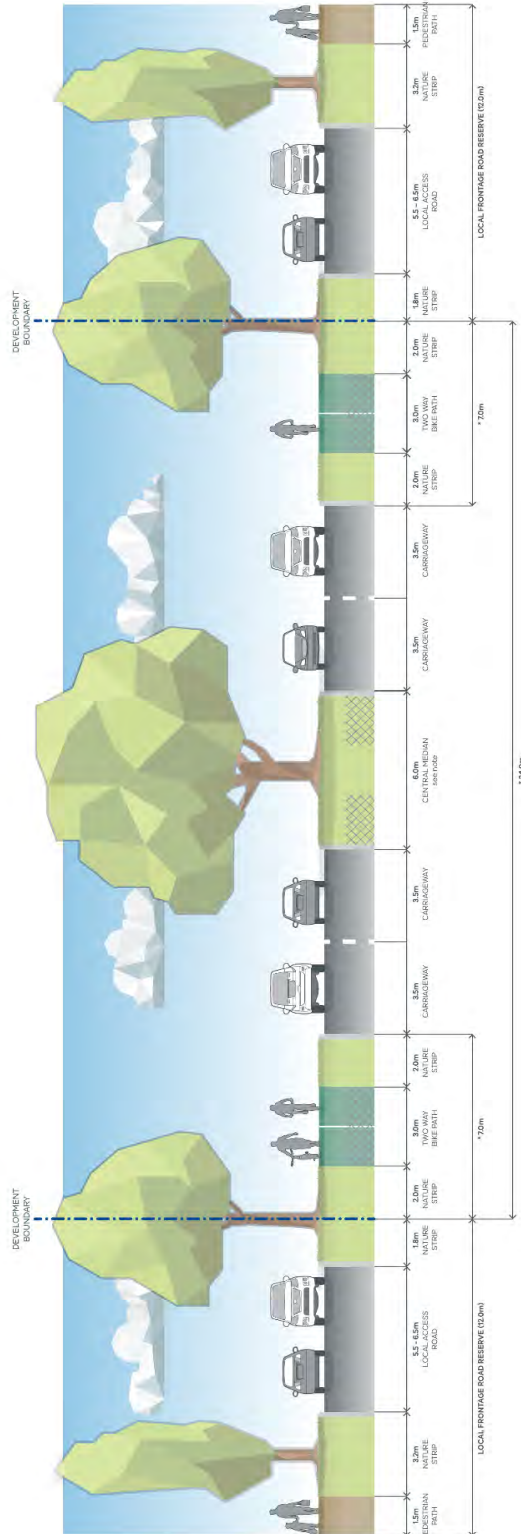 DEVELOPMENT
BOUNDARY
DEVELOPMENT
BOUNDARY
1.5m
PEDESTRIAN
PATH
3.2m
NATURE
STRIP
5.5 - 6.5m
LOCAL ACCESS
ROAD
1.8m
NATURE
STRIP
2.0m
NATURE
STRIP
3.0m
TWO WAY
BIKE PATH
2.0m
NATURE
STRIP
3.5m
CARRIAGEWAY
3.5m
CARRIAGEWAY
6.0m
CENTRAL MEDIAN
see note
3.5m
CARRIAGEWAY
3.5m
CARRIAGEWAY
2.0m
NATURE
STRIP
3.0m
TWO WAY
BIKE PATH
2.0m
NATURE
STRIP
1.8m
NATURE
STRIP
5.5 - 6.5m
LOCAL ACCESS
ROAD
3.2m
NATURE
STRIP
1.5m
PEDESTRIAN
PATH
LOCAL FRONTAGE ROAD RESERVE (12.0m)
* 7.0m
* 7.0m
LOCAL FRONTAGE ROAD RESERVE (12.0m)